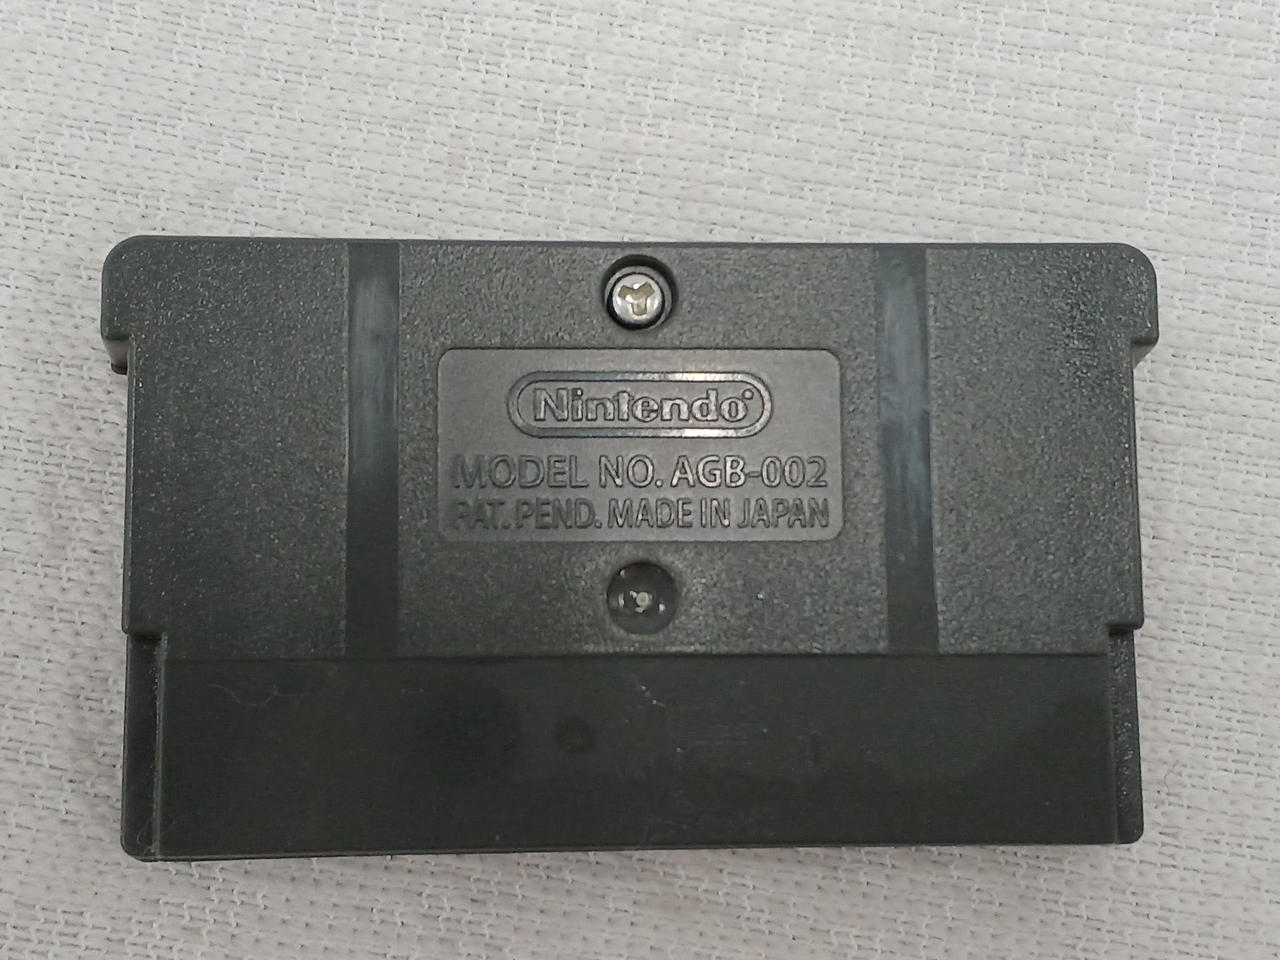 Nintendo®
MODEL NO. AGB-002
PAT. PEND. MADE IN JAPAN